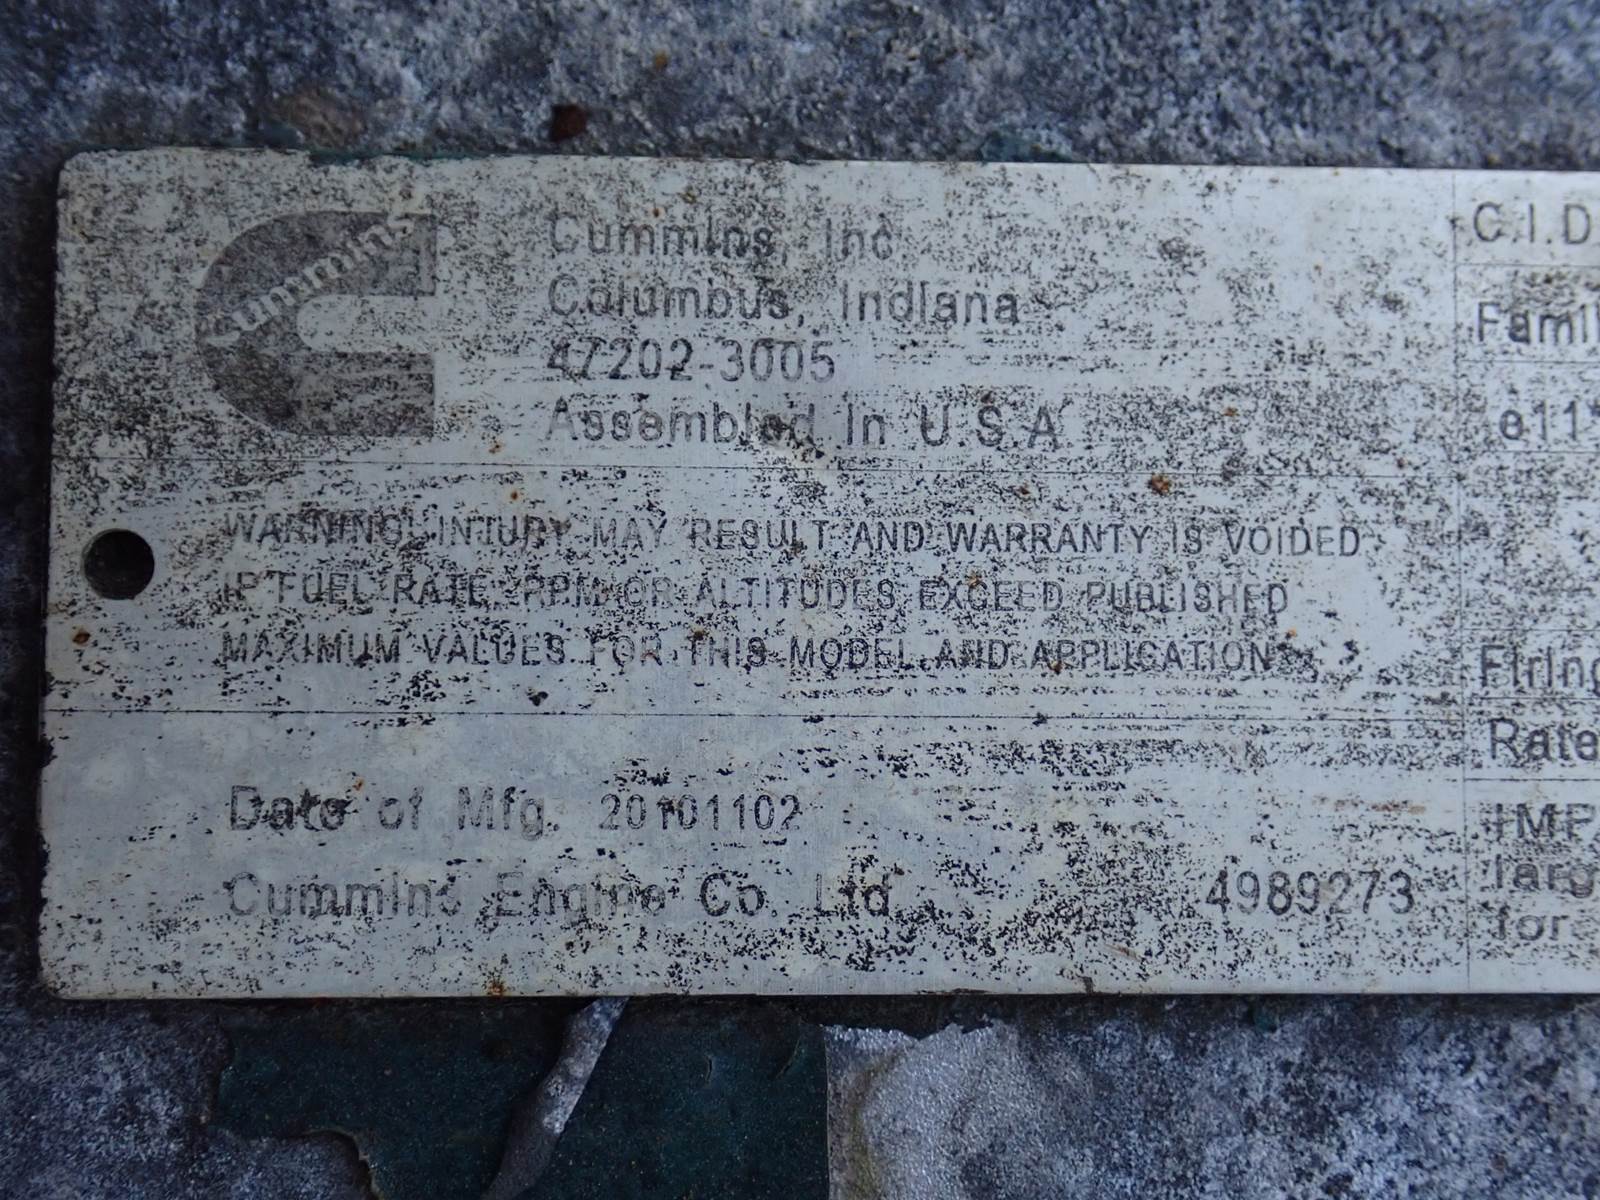 Cummins
Cummins, Inc
Columbus, Indiana
47202-3005
Assembled in U.S.A
WARNING INJURY MAY RESULT AND WARRANTY IS VOIDED
IF FUEL RATE RPM OR ALTITUDES EXCEED PUBLISHED
MAXIMUM VALUES FOR THIS MODEL AND APPLICATION
Date of Mfg. 20101102
Cummins Engine Co. Ltd 4989273
C.I.D
Famil
e11*
Firing
Rate
IMP
larg
for